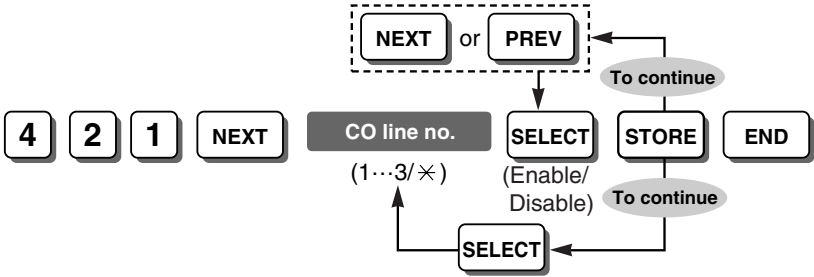 NEXT or PREV
To continue
4 2 1 NEXT CO line no. SELECT STORE END
(1···3/✳) (Enable/
Disable)
To continue
SELECT